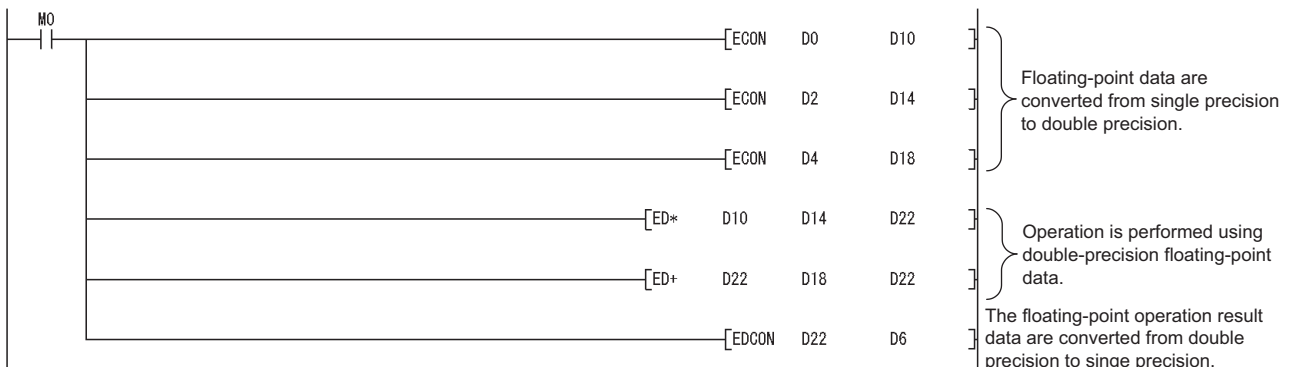 M0
[ECON D0 D10 ]
Floating-point data are
[ECON D2 D14 ]
converted from single precision
to double precision.
[ECON D4 D18 ]
[ED* D10 D14 D22 ]
Operation is performed using
double-precision floating-point
[ED+ D22 D18 D22 ]
data.
The floating-point operation result
[EDCON D22 D6 ]
data are converted from double
precision to singe precision.